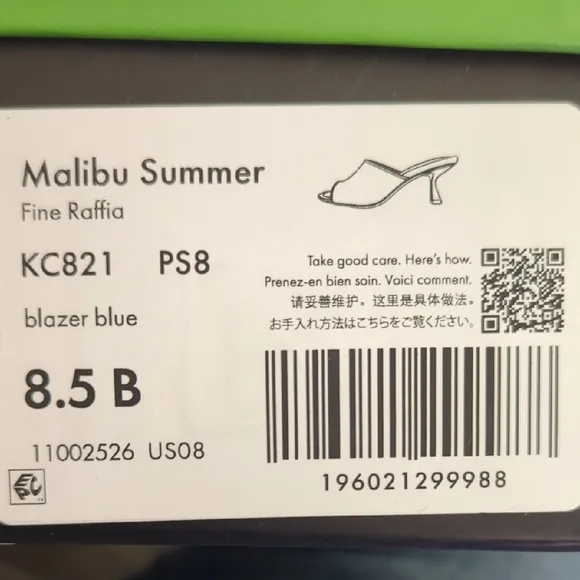 Malibu Summer
Fine Raffia
KC821 PS8
blazer blue
8.5 B
11002526 US08
Take good care. Here's how.
Prenez-en bien soin. Voici comment.
请妥善维护。这里是具体做法。
お手入れ方法はこちらをご覧ください。
196021299988
EPC